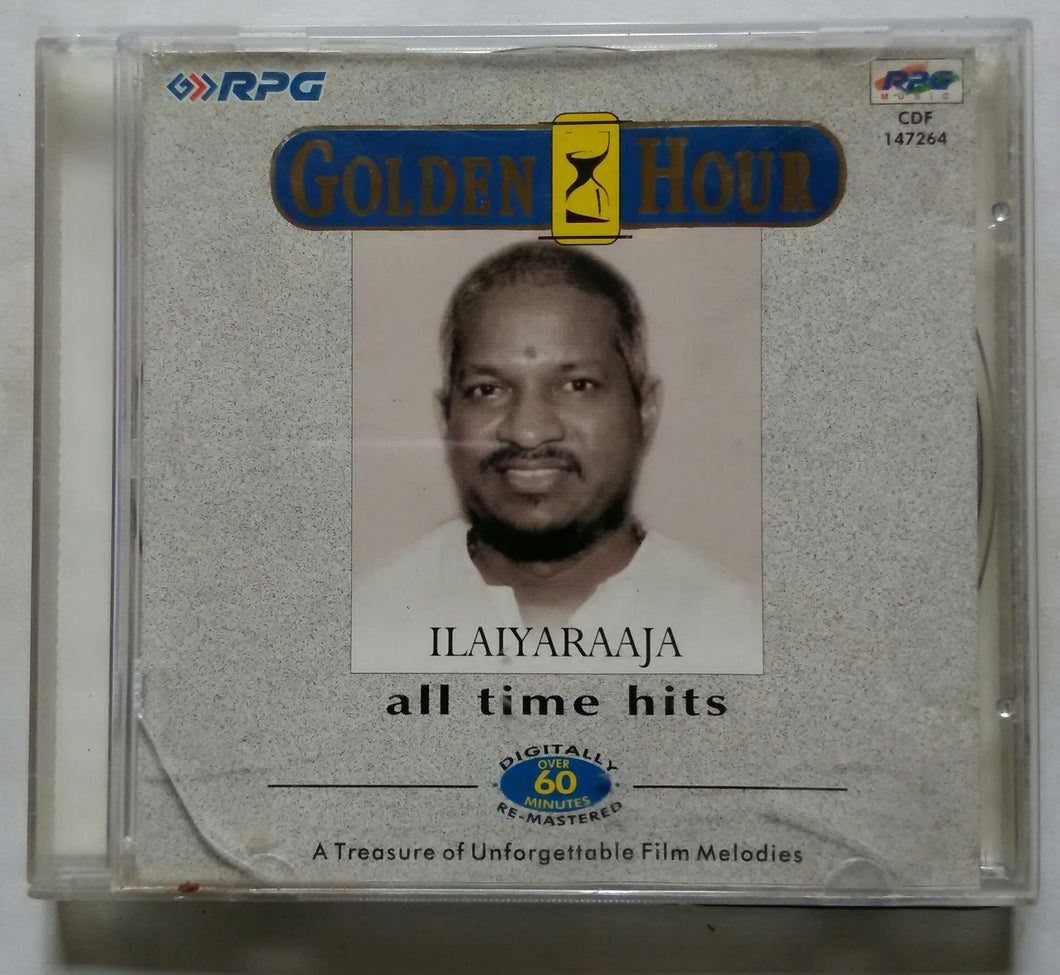 RPG
RPG
MUSIC
CDF
147264
GOLDEN HOUR
ILAIYARAAJA
all time hits
DIGITALLY
OVER
60
MINUTES
RE-MASTERED
A Treasure of Unforgettable Film Melodies